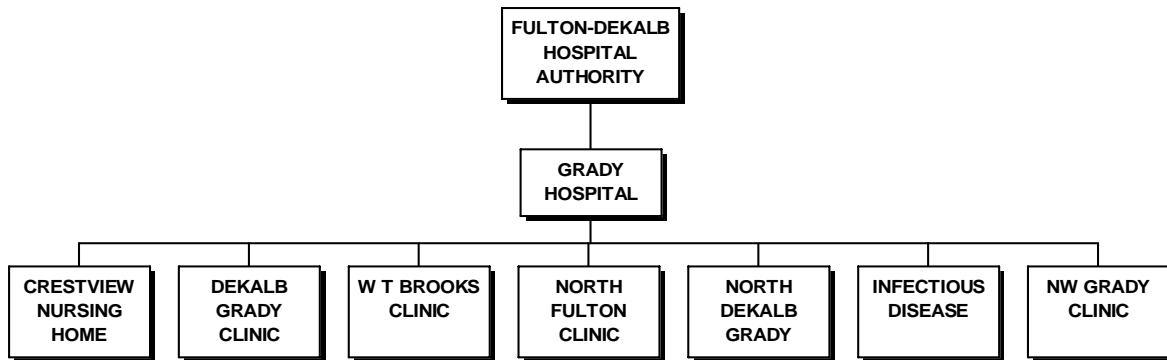 FULTON-DEKALB
HOSPITAL
AUTHORITY
GRADY
HOSPITAL
CRESTVIEW
NURSING
HOME
DEKALB
GRADY
CLINIC
W T BROOKS
CLINIC
NORTH
FULTON
CLINIC
NORTH
DEKALB
GRADY
INFECTIOUS
DISEASE
NW GRADY
CLINIC